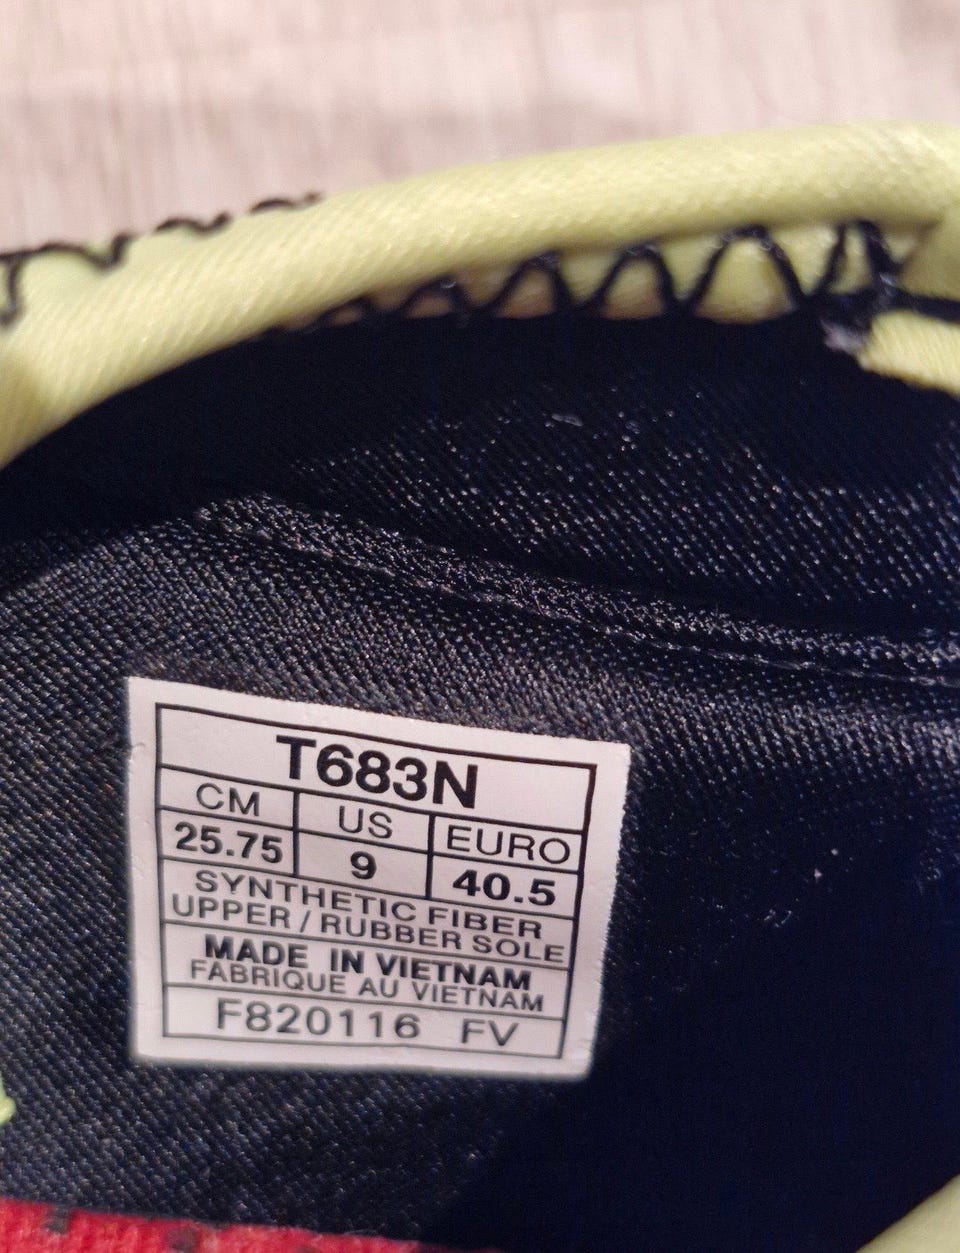 T683N
CM US EURO
25.75 9 40.5
SYNTHETIC FIBER
UPPER / RUBBER SOLE
MADE IN VIETNAM
FABRIQUE AU VIETNAM
F820116 FV